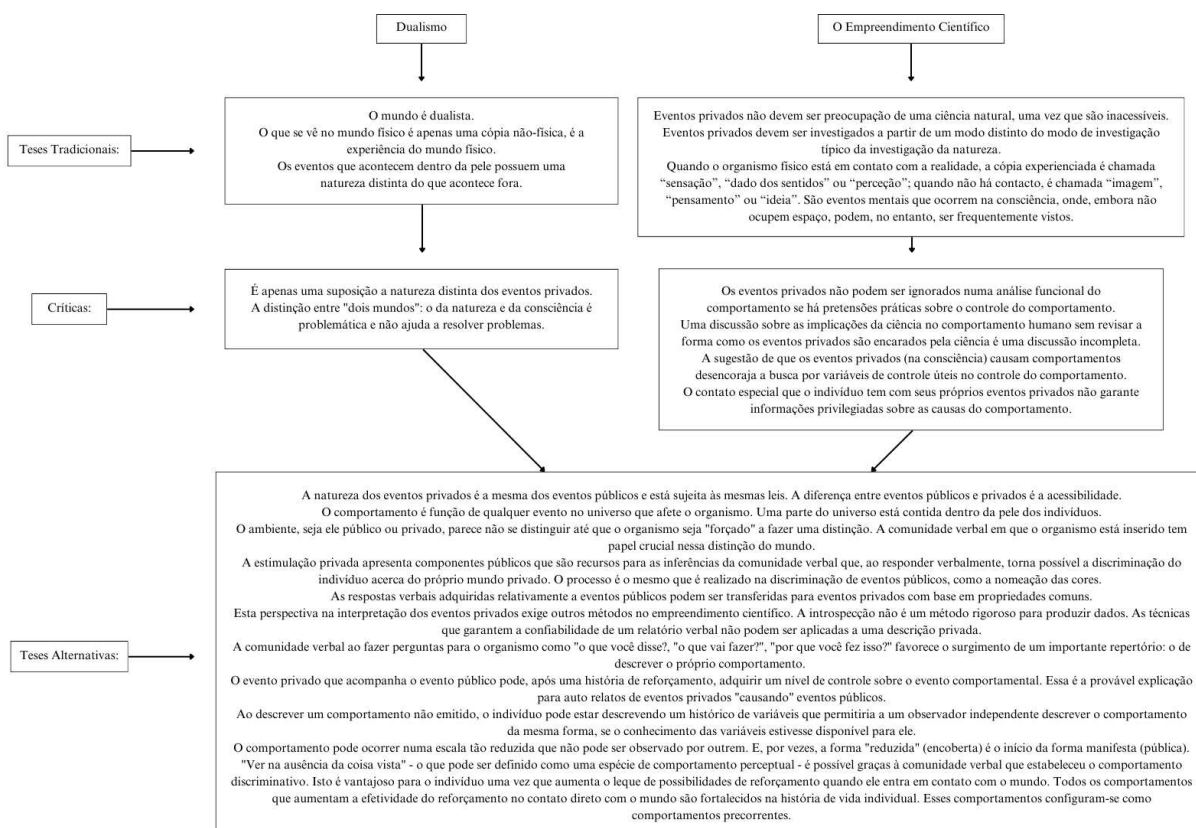 Dualismo
O Empreendimento Científico
Teses Tradicionais:
O mundo é dualista.
O que se vê no mundo físico é apenas uma cópia não-física, é a
experiência do mundo físico.
Os eventos que acontecem dentro da pele possuem uma
natureza distinta do que acontece fora.
Eventos privados não devem ser preocupação de uma ciência natural, uma vez que são inacessíveis.
Eventos privados devem ser investigados a partir de um modo distinto do modo de investigação
típico da investigação da natureza.
Quando o organismo físico está em contato com a realidade, a cópia experienciada é chamada
“sensação”, “dado dos sentidos” ou “perceção”; quando não há contacto, é chamada “imagem”,
“pensamento” ou “ideia”. São eventos mentais que ocorrem na consciência, onde, embora não
ocupem espaço, podem, no entanto, ser frequentemente vistos.
Críticas:
É apenas uma suposição a natureza distinta dos eventos privados.
A distinção entre "dois mundos": o da natureza e da consciência é
problemática e não ajuda a resolver problemas.
Os eventos privados não podem ser ignorados numa análise funcional do
comportamento se há pretensões práticas sobre o controle do comportamento.
Uma discussão sobre as implicações da ciência no comportamento humano sem revisar a
forma como os eventos privados são encarados pela ciência é uma discussão incompleta.
A sugestão de que os eventos privados (na consciência) causam comportamentos
desencoraja a busca por variáveis de controle úteis no controle do comportamento.
O contato especial que o indivíduo tem com seus próprios eventos privados não garante
informações privilegiadas sobre as causas do comportamento.
Teses Alternativas:
A natureza dos eventos privados é a mesma dos eventos públicos e está sujeita às mesmas leis. A diferença entre eventos públicos e privados é a acessibilidade.
O comportamento é função de qualquer evento no universo que afete o organismo. Uma parte do universo está contida dentro da pele dos indivíduos.
O ambiente, seja ele público ou privado, parece não se distinguir até que o organismo seja "forçado" a fazer uma distinção. A comunidade verbal em que o organismo está inserido tem
papel crucial nessa distinção do mundo.
A estimulação privada apresenta componentes públicos que são recursos para as inferências da comunidade verbal que, ao responder verbalmente, torna possível a discriminação do
indivíduo acerca do próprio mundo privado. O processo é o mesmo que é realizado na discriminação de eventos públicos, como a nomeação das cores.
As respostas verbais adquiridas relativamente a eventos públicos podem ser transferidas para eventos privados com base em propriedades comuns.
Esta perspectiva na interpretação dos eventos privados exige outros métodos no empreendimento científico. A introspecção não é um método rigoroso para produzir dados. As técnicas
que garantem a confiabilidade de um relatório verbal não podem ser aplicadas a uma descrição privada.
A comunidade verbal ao fazer perguntas para o organismo como "o que você disse?, "o que vai fazer?", "por que você fez isso?" favorece o surgimento de um importante repertório: o de
descrever o próprio comportamento.
O evento privado que acompanha o evento público pode, após uma história de reforçamento, adquirir um nível de controle sobre o evento comportamental. Essa é a provável explicação
para auto relatos de eventos privados "causando" eventos públicos.
Ao descrever um comportamento não emitido, o indivíduo pode estar descrevendo um histórico de variáveis que permitiria a um observador independente descrever o comportamento
da mesma forma, se o conhecimento das variáveis estivesse disponível para ele.
O comportamento pode ocorrer numa escala tão reduzida que não pode ser observado por outrem. E, por vezes, a forma "reduzida" (encoberta) é o início da forma manifesta (pública).
"Ver na ausência da coisa vista" - o que pode ser definido como uma espécie de comportamento perceptual - é possível graças à comunidade verbal que estabeleceu o comportamento
discriminativo. Isto é vantajoso para o indivíduo uma vez que aumenta o leque de possibilidades de reforçamento quando ele entra em contato com o mundo. Todos os comportamentos
que aumentam a efetividade do reforçamento no contato direto com o mundo são fortalecidos na história de vida individual. Esses comportamentos configuram-se como
comportamentos precorrentes.